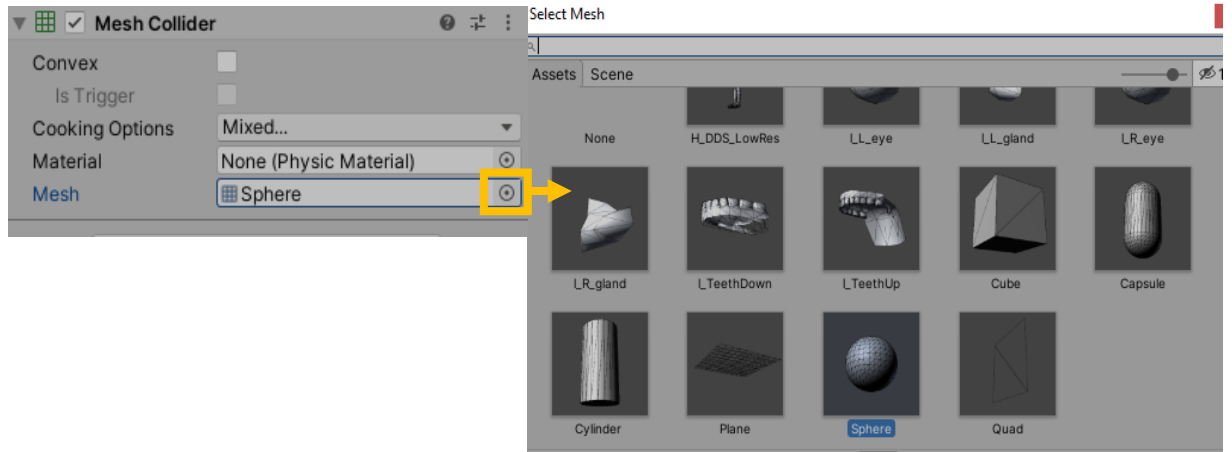 Mesh Collider
Convex
Is Trigger
Cooking Options Mixed...
Material None (Physic Material)
Mesh Sphere
Select Mesh
Assets Scene 1
None H_DDS_LowRes l_L_eye l_L_gland l_R_eye
l_R_gland l_TeethDown l_TeethUp Cube Capsule
Cylinder Plane Sphere Quad